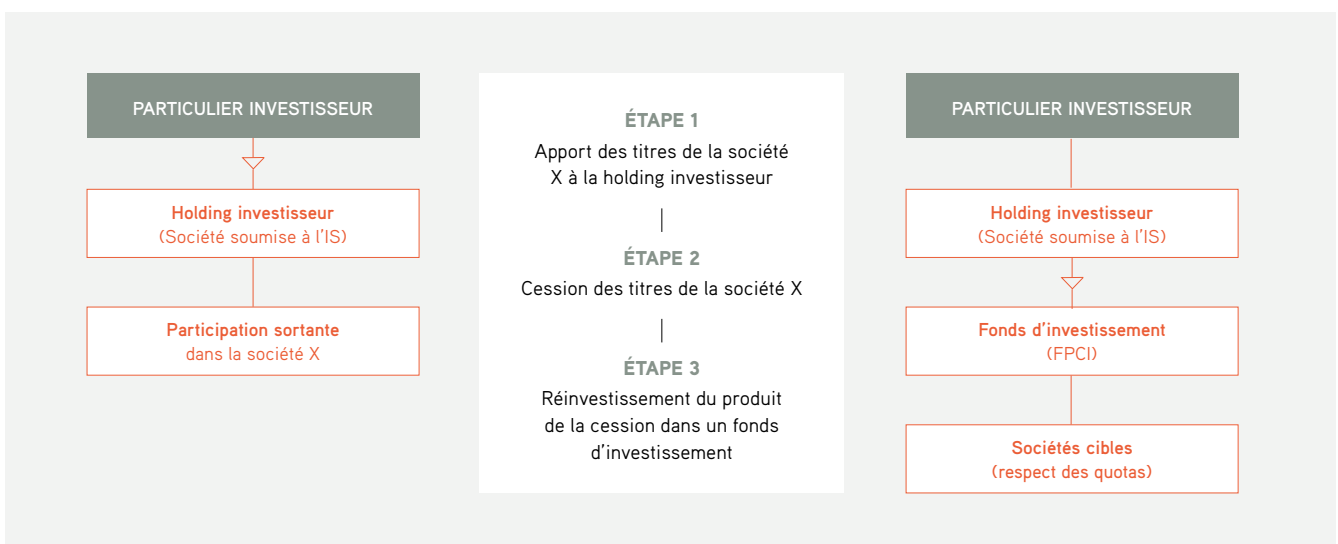 PARTICULIER INVESTISSEUR
Holding investisseur
(Société soumise à l'IS)
Participation sortante
dans la société X
ÉTAPE 1
Apport des titres de la société
X à la holding investisseur
ÉTAPE 2
Cession des titres de la société X
ÉTAPE 3
Réinvestissement du produit
de la cession dans un fonds
d'investissement
PARTICULIER INVESTISSEUR
Holding investisseur
(Société soumise à l'IS)
Fonds d'investissement
(FPCI)
Sociétés cibles
(respect des quotas)